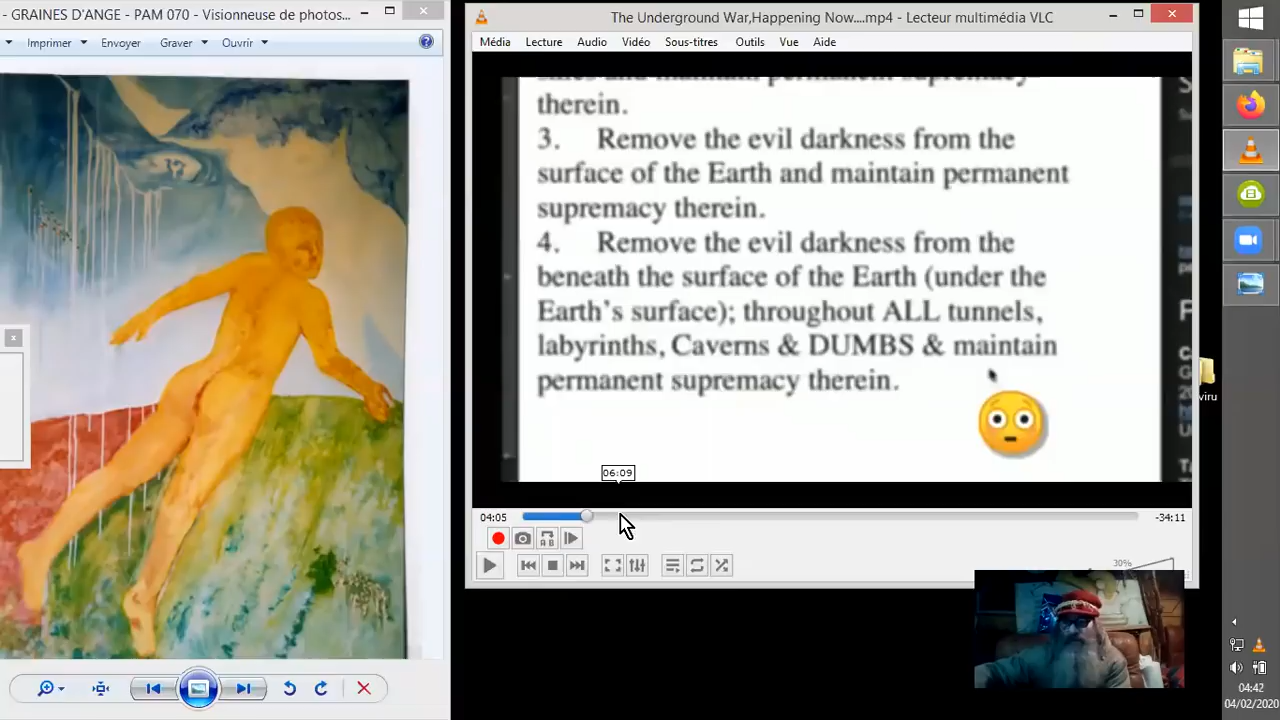 - GRAINES D'ANGE - PAM 070 - Visionneuse de photos...
Imprimer Envoyer Graver Ouvrir
The Underground War,Happening Now....mp4 - Lecteur multimédia VLC
Média Lecture Audio Vidéo Sous-titres Outils Vue Aide
permanent supremacy
therein.
3. Remove the evil darkness from the
surface of the Earth and maintain permanent
supremacy therein.
4. Remove the evil darkness from the
beneath the surface of the Earth (under the
Earth's surface); throughout ALL tunnels,
labyrinths, Caverns & DUMBS & maintain
permanent supremacy therein.
06:09
04:05
-34:11
30%
viru
04:42
04/02/2020